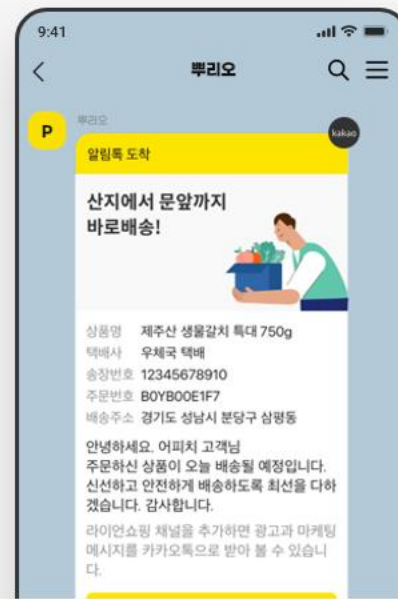 9:41
뿌리오
P
뿌리오
kakao
알림톡 도착
산지에서 문앞까지
바로배송!
상품명 제주산 생물갈치 특대 750g
택배사 우체국 택배
송장번호 12345678910
주문번호 B0YB00E1F7
배송주소 경기도 성남시 분당구 삼평동
안녕하세요. 어피치 고객님
주문하신 상품이 오늘 배송될 예정입니다.
신선하고 안전하게 배송하도록 최선을 다하
겠습니다. 감사합니다.
라이언쇼핑 채널을 추가하면 광고과 마케팅
메시지를 카카오톡으로 받아 볼 수 있습니
다.